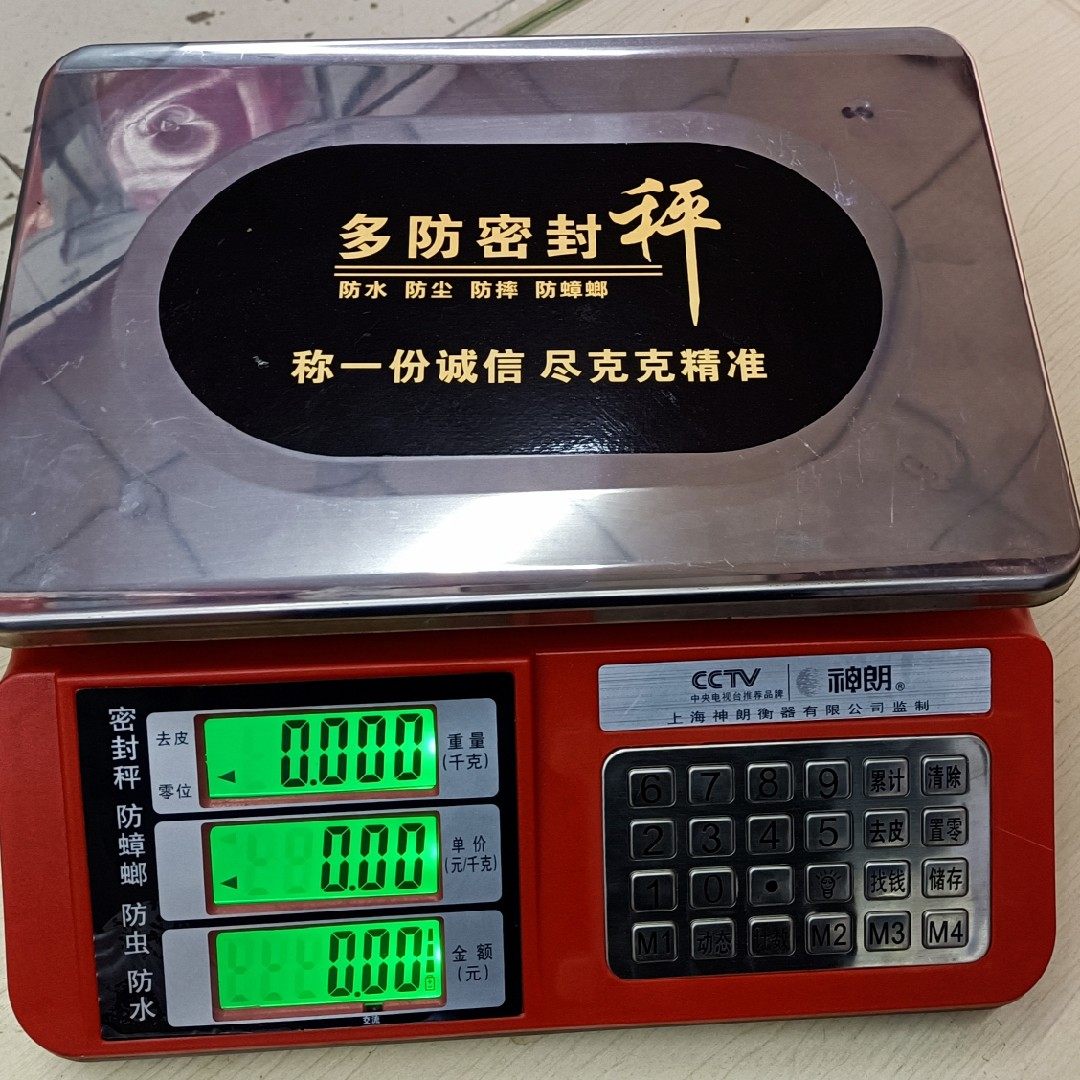 多防密封秤
防水 防尘 防摔 防蟑螂
称一份诚信 尽克克精准
CCTV 神朗®
中央电视台推荐品牌
上海神朗衡器有限公司监制
密封秤 防蟑螂 防虫 防水
去皮
零位
0.000
重量
(千克)
0.00
单价
(元/千克)
0.00
金额
(元)
交流
6 7 8 9 累计 清除
2 3 4 5 去皮 置零
1 0 . 找钱 储存
M1 动态 计数 M2 M3 M4